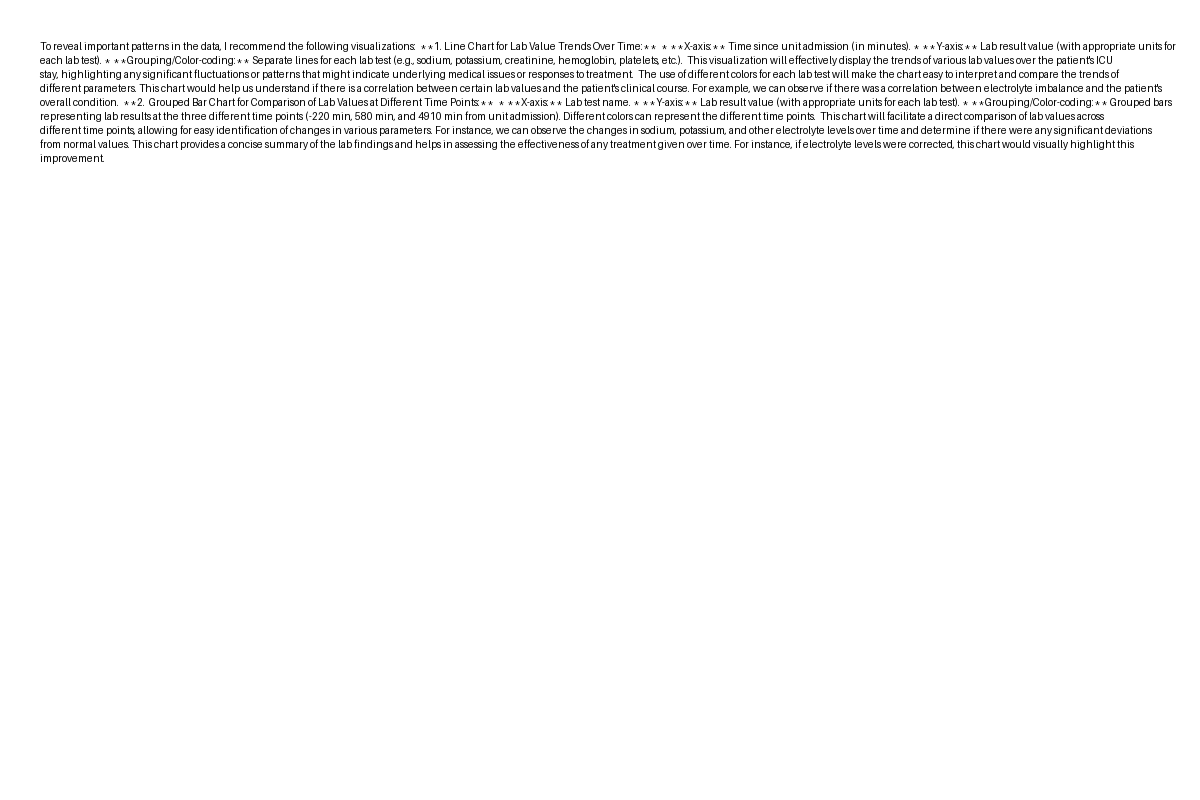 To reveal important patterns in the data, I recommend the following visualizations:  **1. Line Chart for Lab Value Trends Over Time:**  * **X-axis:** Time since unit admission (in minutes). * **Y-axis:** Lab result value (with appropriate units for
each lab test). * **Grouping/Color-coding:** Separate lines for each lab test (e.g., sodium, potassium, creatinine, hemoglobin, platelets, etc.).  This visualization will effectively display the trends of various lab values over the patient's ICU
stay, highlighting any significant fluctuations or patterns that might indicate underlying medical issues or responses to treatment.  The use of different colors for each lab test will make the chart easy to interpret and compare the trends of
different parameters. This chart would help us understand if there is a correlation between certain lab values and the patient's clinical course. For example, we can observe if there was a correlation between electrolyte imbalance and the patient's
overall condition.  **2. Grouped Bar Chart for Comparison of Lab Values at Different Time Points:**  * **X-axis:** Lab test name. * **Y-axis:** Lab result value (with appropriate units for each lab test). * **Grouping/Color-coding:** Grouped bars
representing lab results at the three different time points (-220 min, 580 min, and 4910 min from unit admission). Different colors can represent the different time points.  This chart will facilitate a direct comparison of lab values across
different time points, allowing for easy identification of changes in various parameters. For instance, we can observe the changes in sodium, potassium, and other electrolyte levels over time and determine if there were any significant deviations
from normal values. This chart provides a concise summary of the lab findings and helps in assessing the effectiveness of any treatment given over time. For instance, if electrolyte levels were corrected, this chart would visually highlight this
improvement.